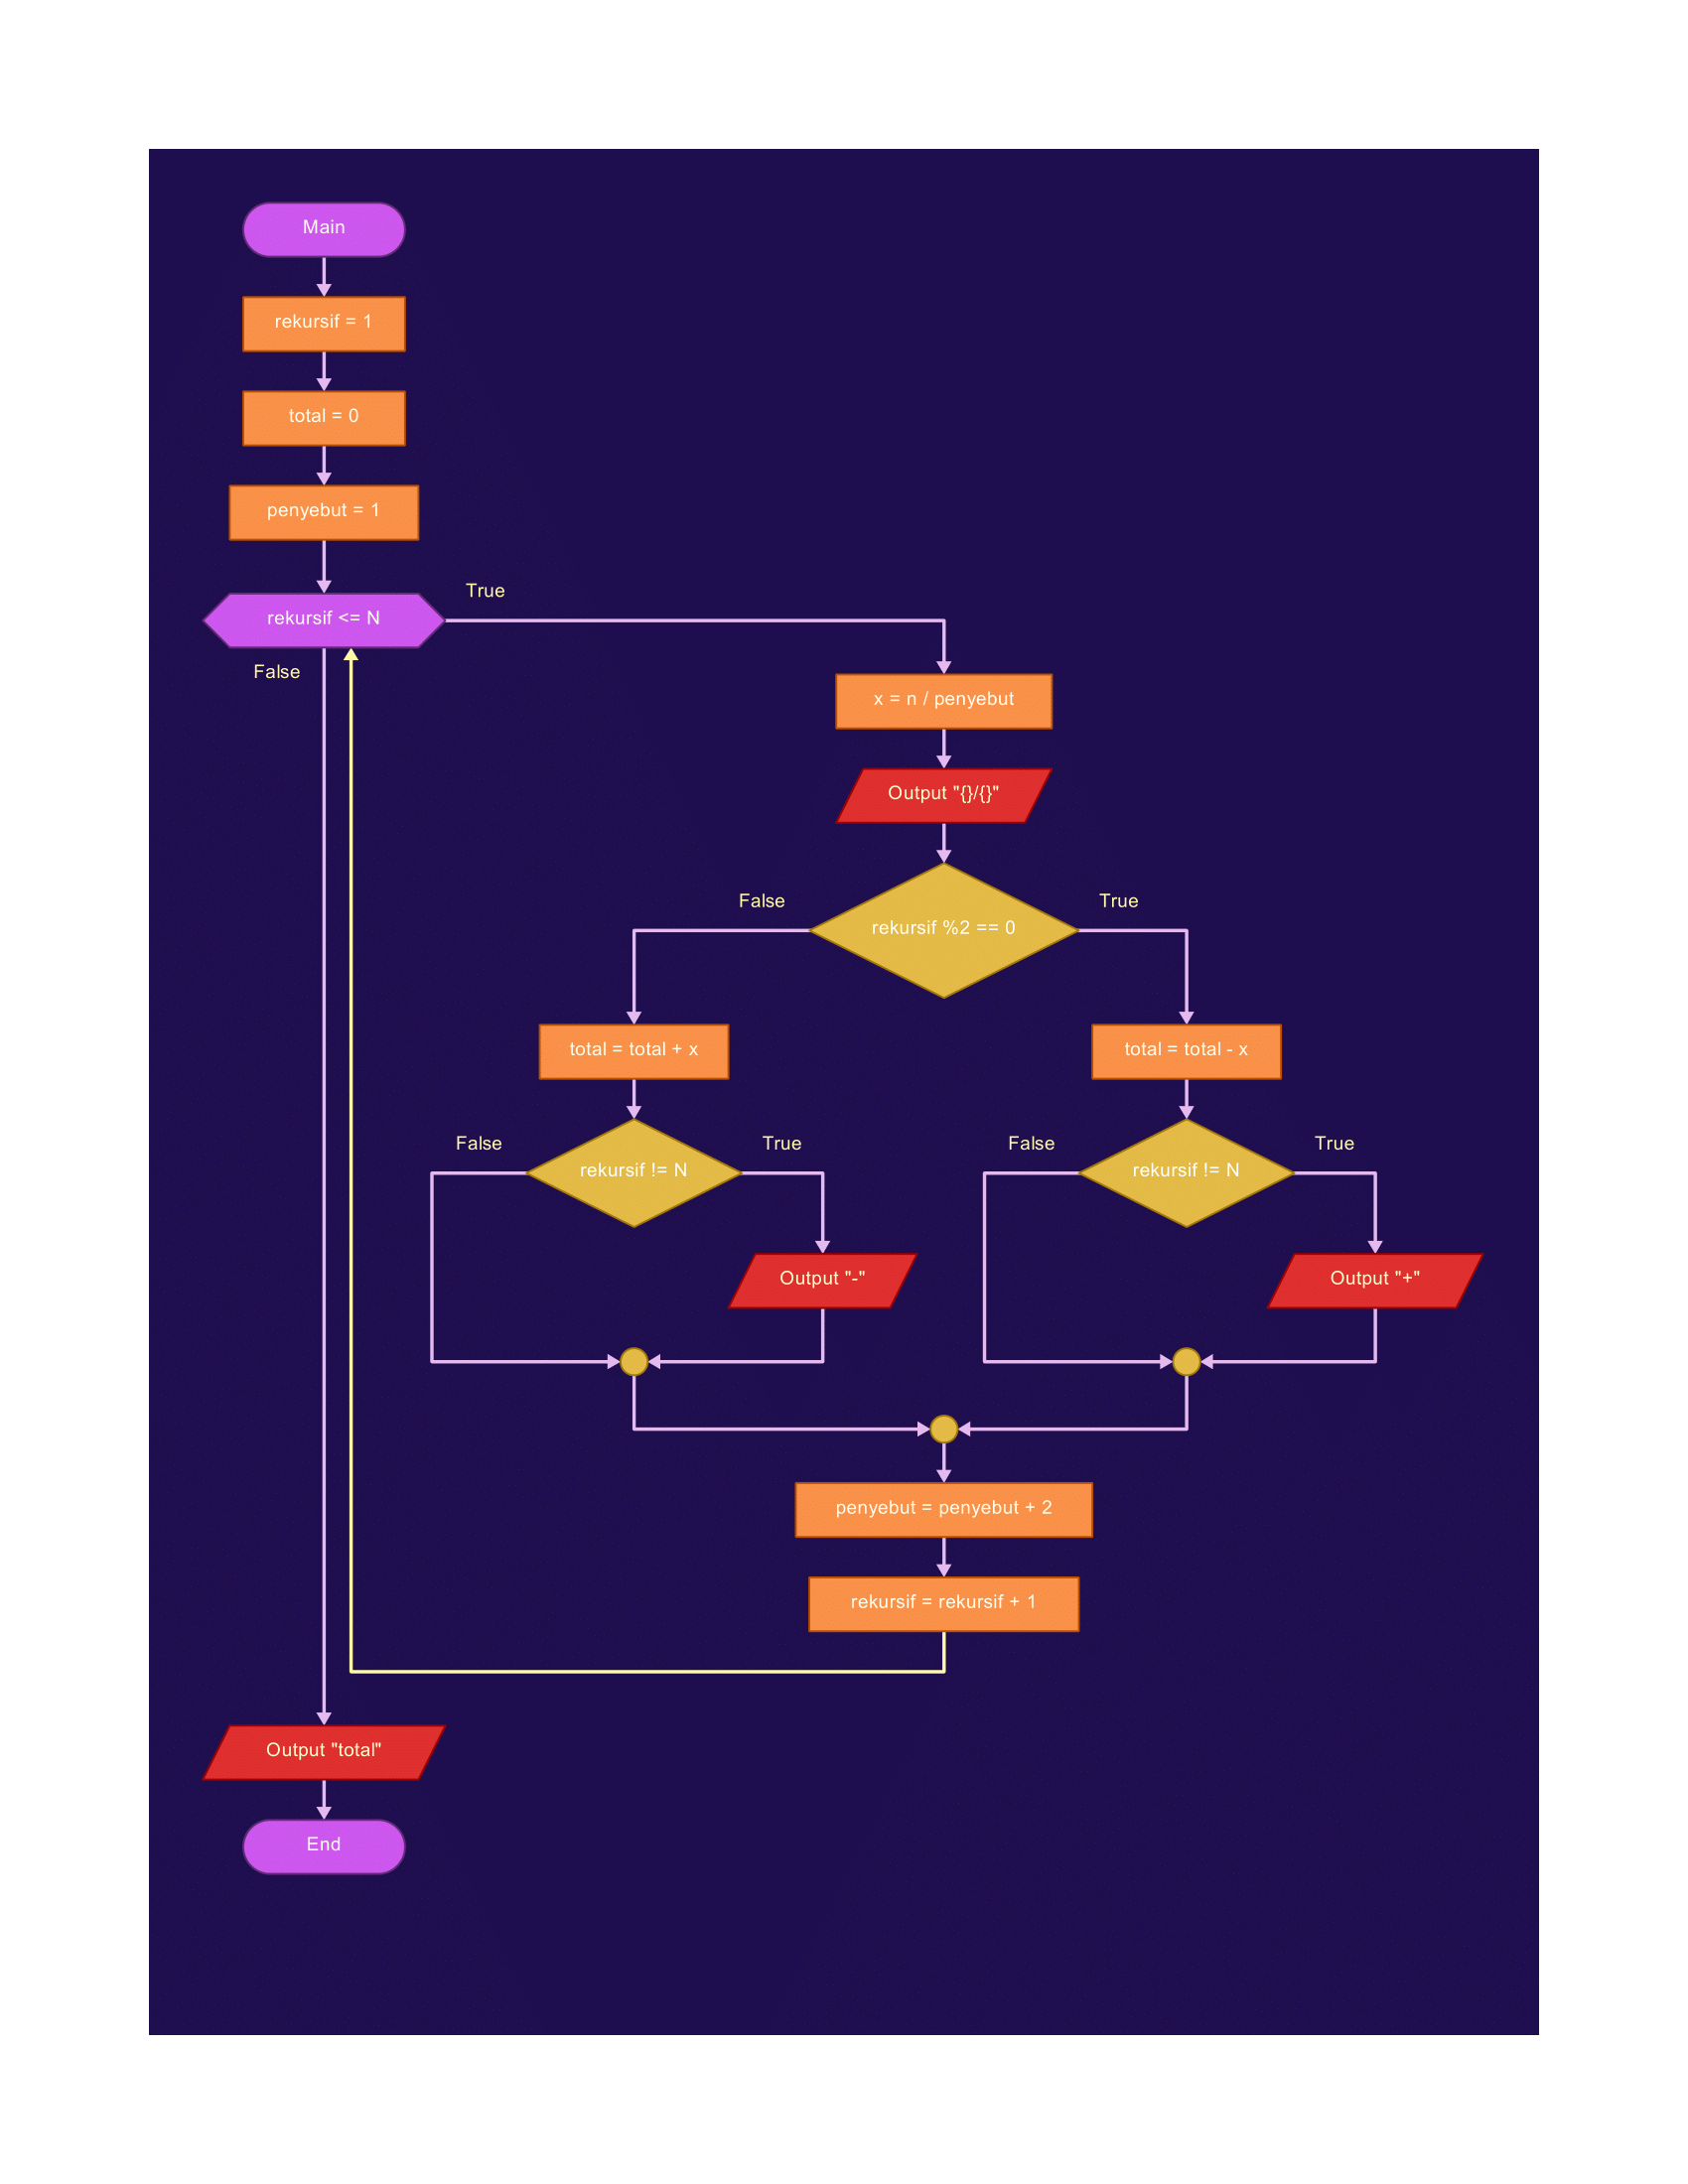 Main
rekursif = 1
total = 0
penyebut = 1
rekursif <= N
True
False
x = n / penyebut
Output "{}/{}"
rekursif %2 == 0
False
True
total = total + x
total = total - x
rekursif != N
False
True
rekursif != N
False
True
Output "-"
Output "+"
penyebut = penyebut + 2
rekursif = rekursif + 1
Output "total"
End